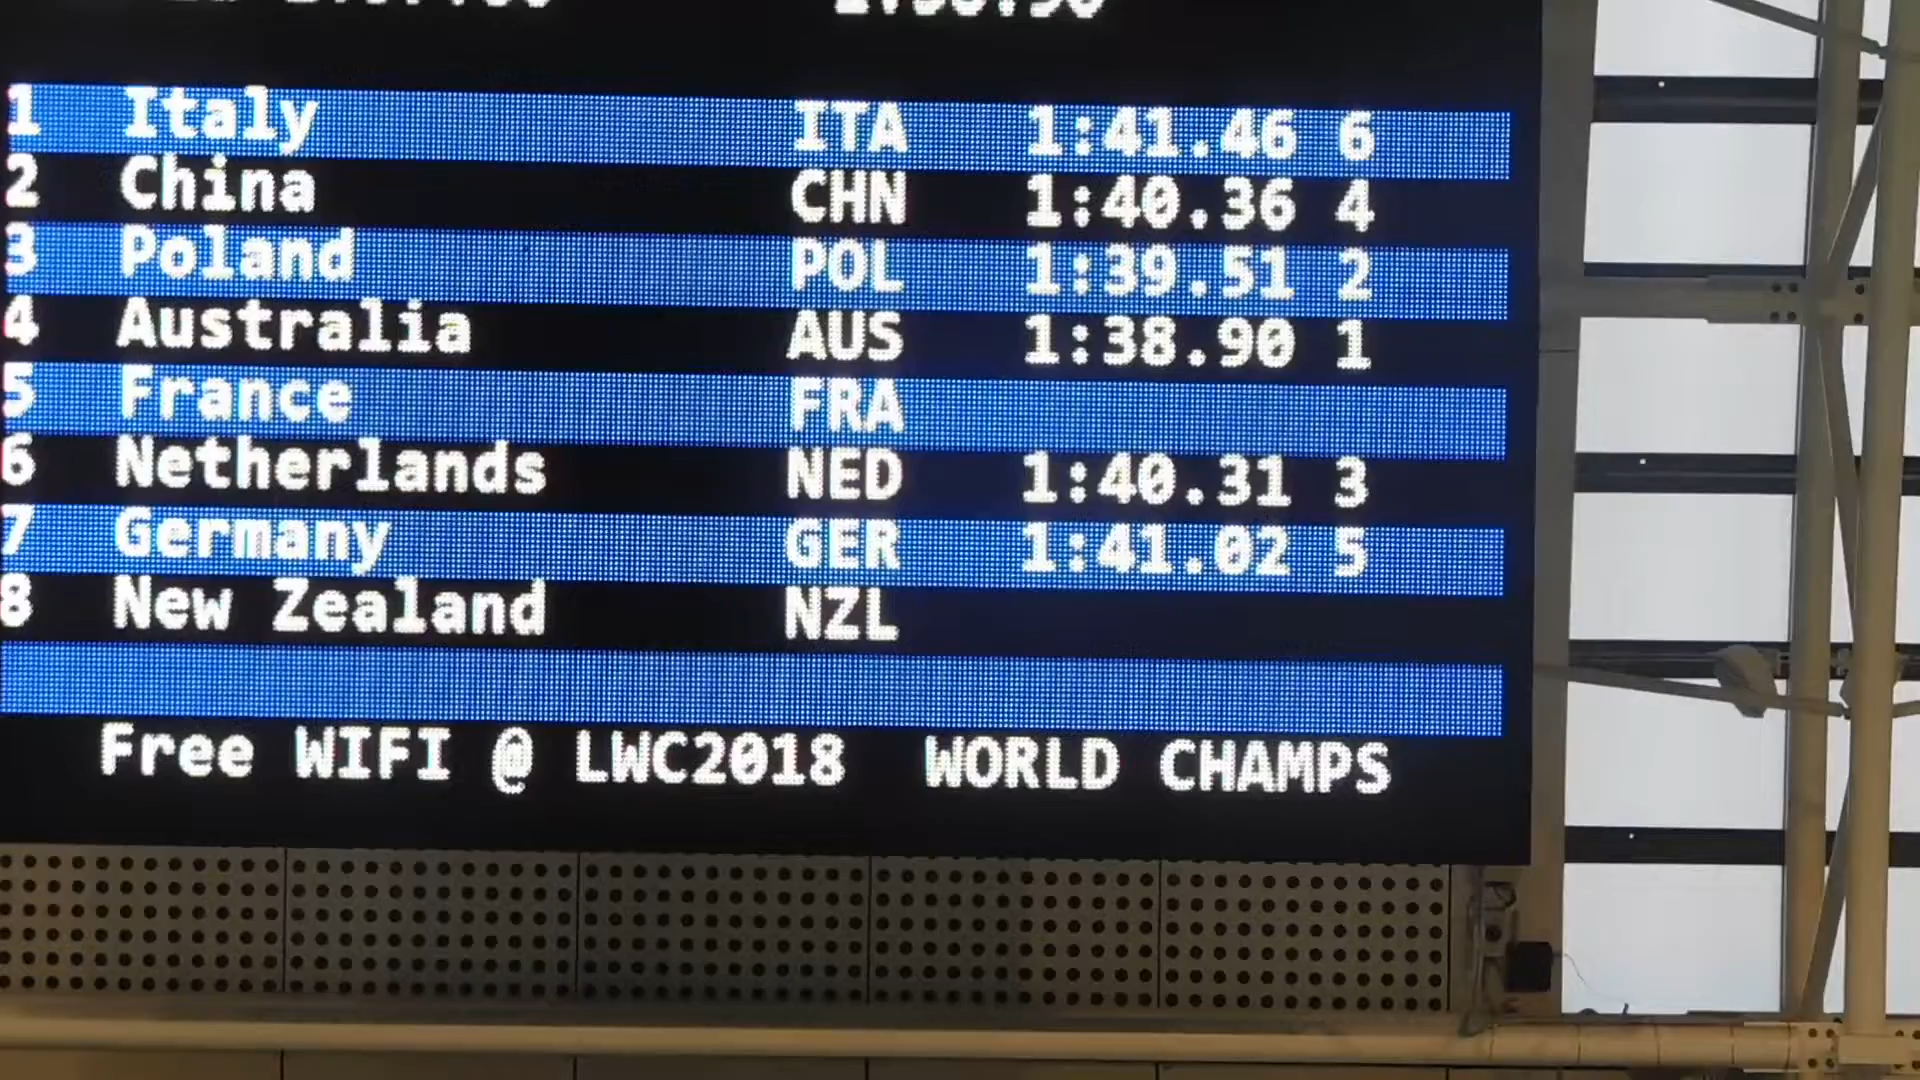 1 Italy ITA 1:41.46 6
2 China CHN 1:40.36 4
3 Poland POL 1:39.51 2
4 Australia AUS 1:38.90 1
5 France FRA
6 Netherlands NED 1:40.31 3
7 Germany GER 1:41.02 5
8 New Zealand NZL
Free WIFI @ LWC2018 WORLD CHAMPS